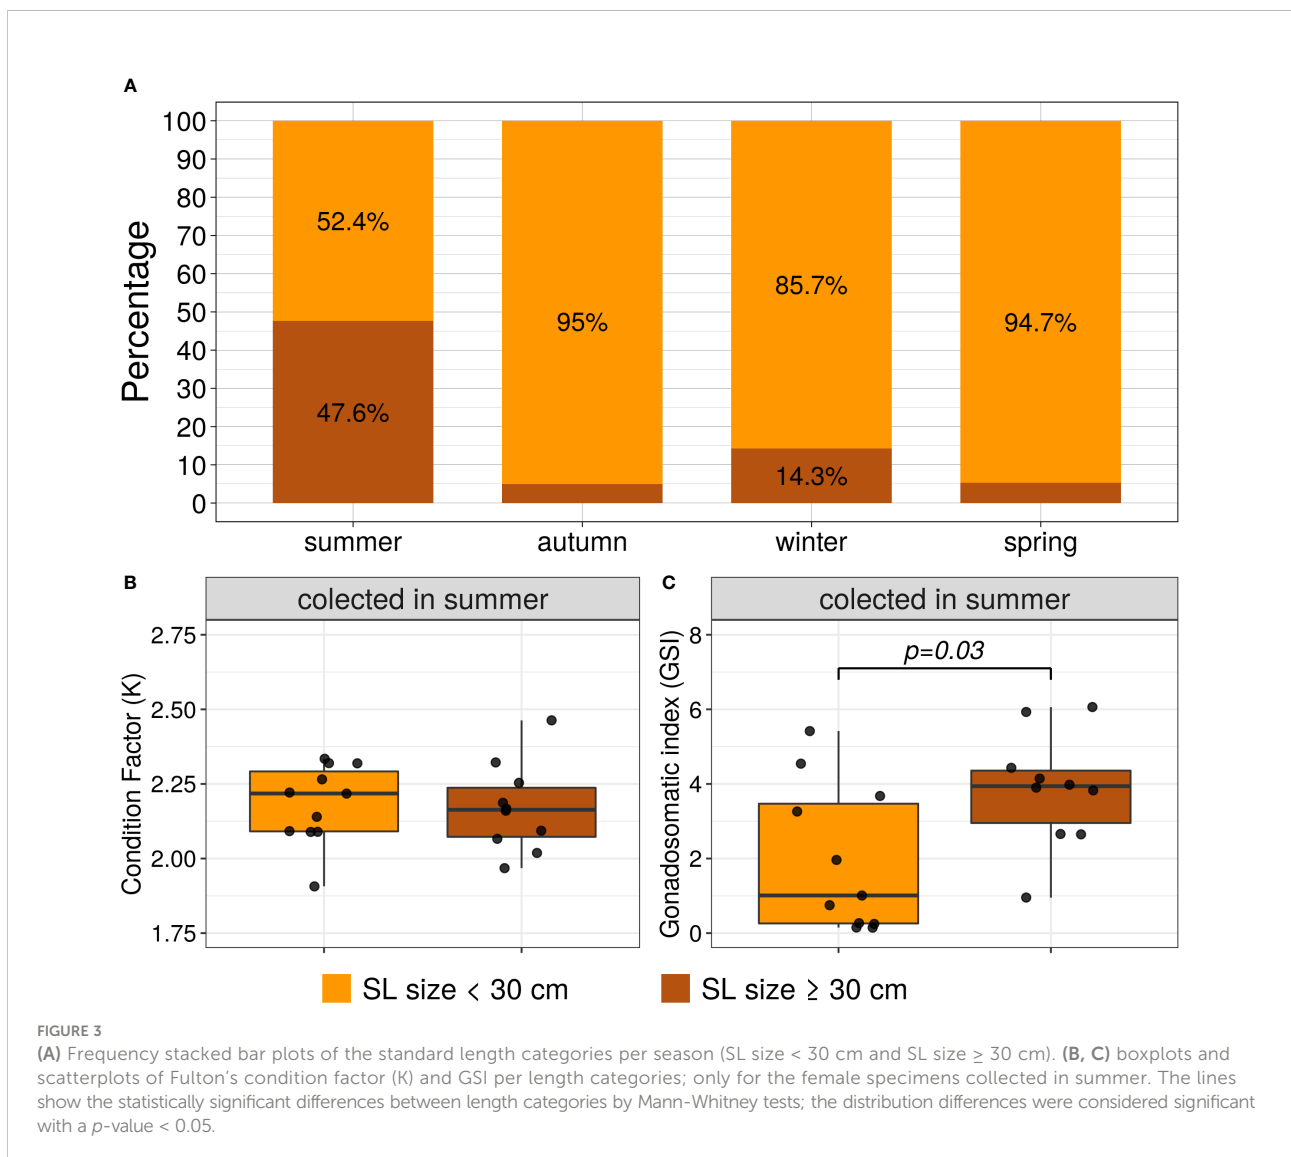 A
100
90
80
70
60
50
40
30
20
10
0
Percentage
52.4%
47.6%
95%
85.7%
14.3%
94.7%
summer autumn winter spring
B
colected in summer
2.75
2.50
2.25
2.00
1.75
Condition Factor (K)
C
colected in summer
8
6
4
2
0
Gonadosomatic index (GSI)
p=0.03
SL size < 30 cm
SL size ≥ 30 cm
FIGURE 3
(A) Frequency stacked bar plots of the standard length categories per season (SL size < 30 cm and SL size ≥ 30 cm). (B, C) boxplots and
scatterplots of Fulton's condition factor (K) and GSI per length categories; only for the female specimens collected in summer. The lines
show the statistically significant differences between length categories by Mann-Whitney tests; the distribution differences were considered significant
with a p-value < 0.05.